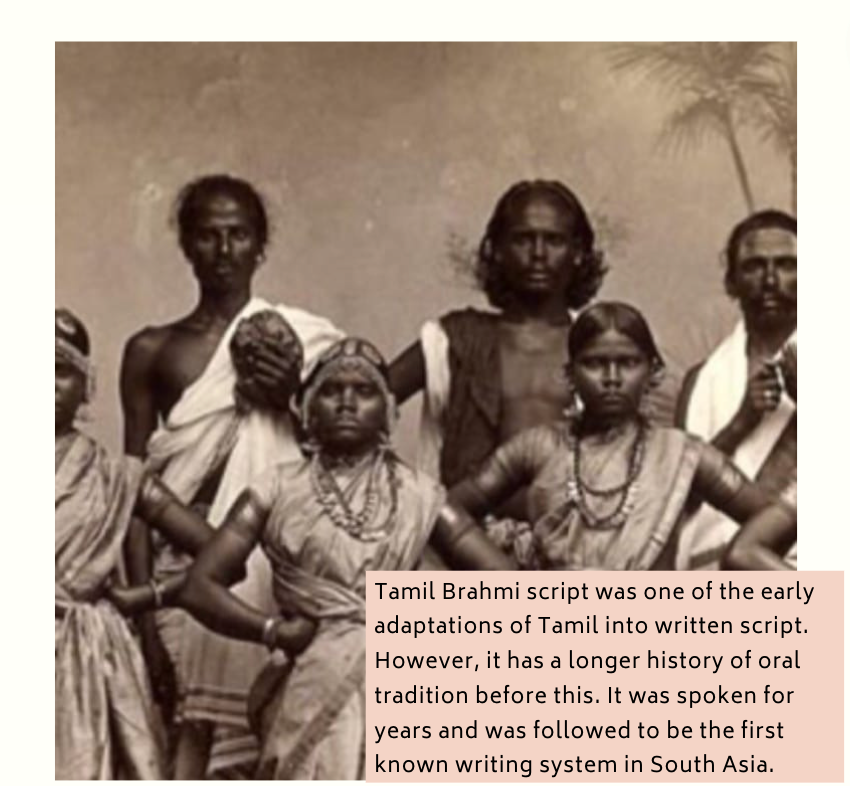 Tamil Brahmi script was one of the early
adaptations of Tamil into written script.
However, it has a longer history of oral
tradition before this. It was spoken for
years and was followed to be the first
known writing system in South Asia.